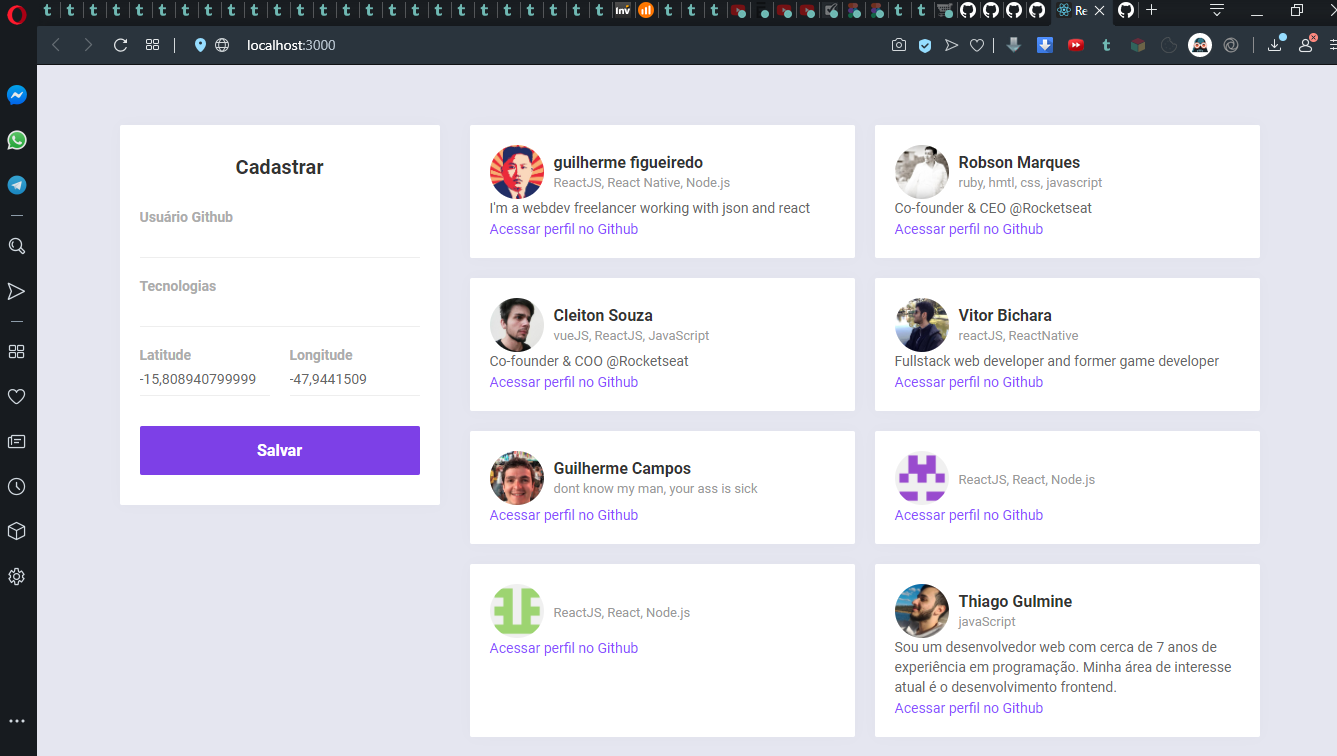 Inv
Re
localhost:3000
Cadastrar
Usuário Github
Tecnologias
Latitude
Longitude
-15,808940799999
-47,9441509
Salvar
guilherme figueiredo
ReactJS, React Native, Node.js
I'm a webdev freelancer working with json and react
Acessar perfil no Github
Robson Marques
ruby, hmtl, css, javascript
Co-founder & CEO @Rocketseat
Acessar perfil no Github
Cleiton Souza
vueJS, ReactJS, JavaScript
Co-founder & COO @Rocketseat
Acessar perfil no Github
Vitor Bichara
reactJS, ReactNative
Fullstack web developer and former game developer
Acessar perfil no Github
Guilherme Campos
dont know my man, your ass is sick
Acessar perfil no Github
ReactJS, React, Node.js
Acessar perfil no Github
ReactJS, React, Node.js
Acessar perfil no Github
Thiago Gulmine
javaScript
Sou um desenvolvedor web com cerca de 7 anos de
experiência em programação. Minha área de interesse
atual é o desenvolvimento frontend.
Acessar perfil no Github